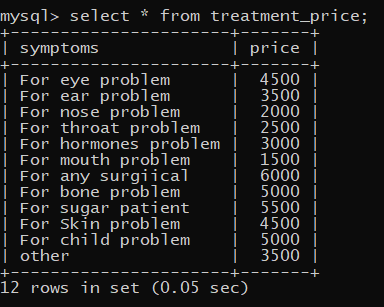 mysql> select * from treatment_price;
+----------------------+-------+
| symptoms             | price |
+----------------------+-------+
| For eye problem      |  4500 |
| For ear problem      |  3500 |
| For nose problem     |  2000 |
| For throat problem   |  2500 |
| For hormones problem |  3000 |
| For mouth problem    |  1500 |
| For any surgiical    |  6000 |
| For bone problem     |  5000 |
| For sugar patient    |  5500 |
| For Skin problem     |  4500 |
| For child problem    |  5000 |
| other                |  3500 |
+----------------------+-------+
12 rows in set (0.05 sec)